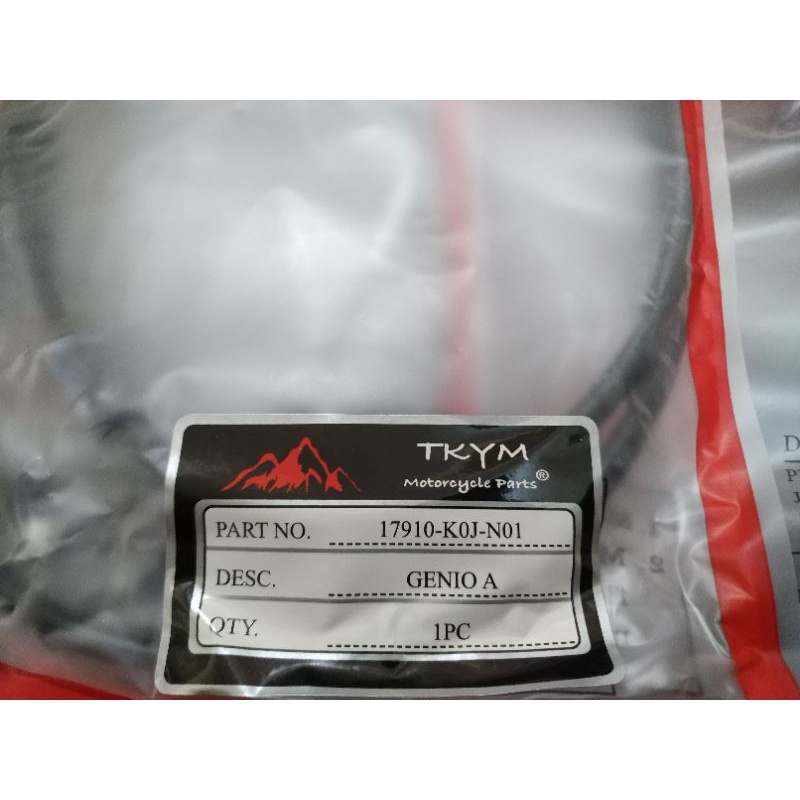 TKYM
Motorcycle Parts®
PART NO. 17910-K0J-N01
DESC. GENIO A
QTY. 1PC